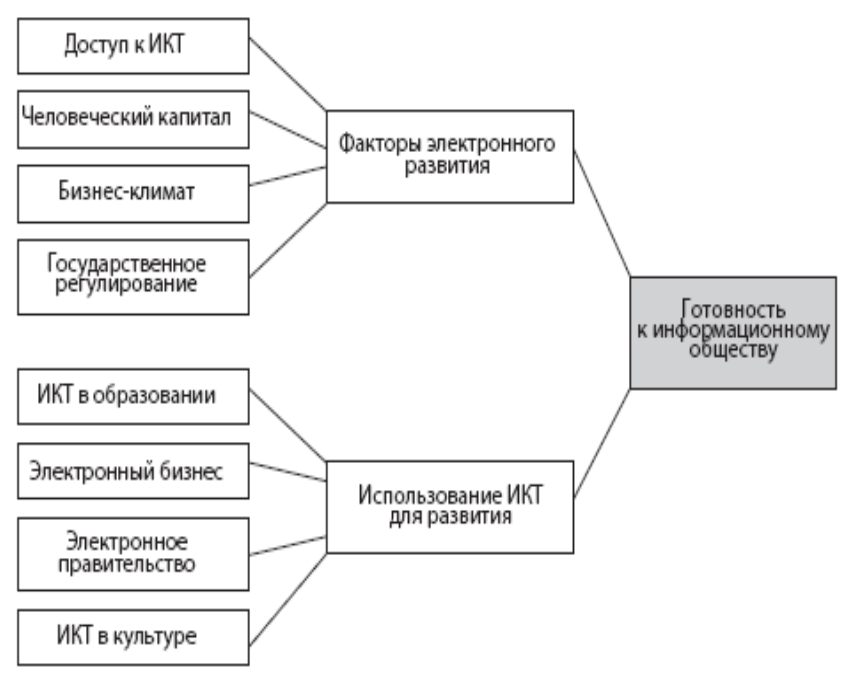 Доступ к ИКТ
Человеческий капитал
Бизнес-климат
Государственное
регулирование
Факторы электронного
развития
Готовность
к информационному
обществу
ИКТ в образовании
Электронный бизнес
Электронное
правительство
ИКТ в культуре
Использование ИКТ
для развития